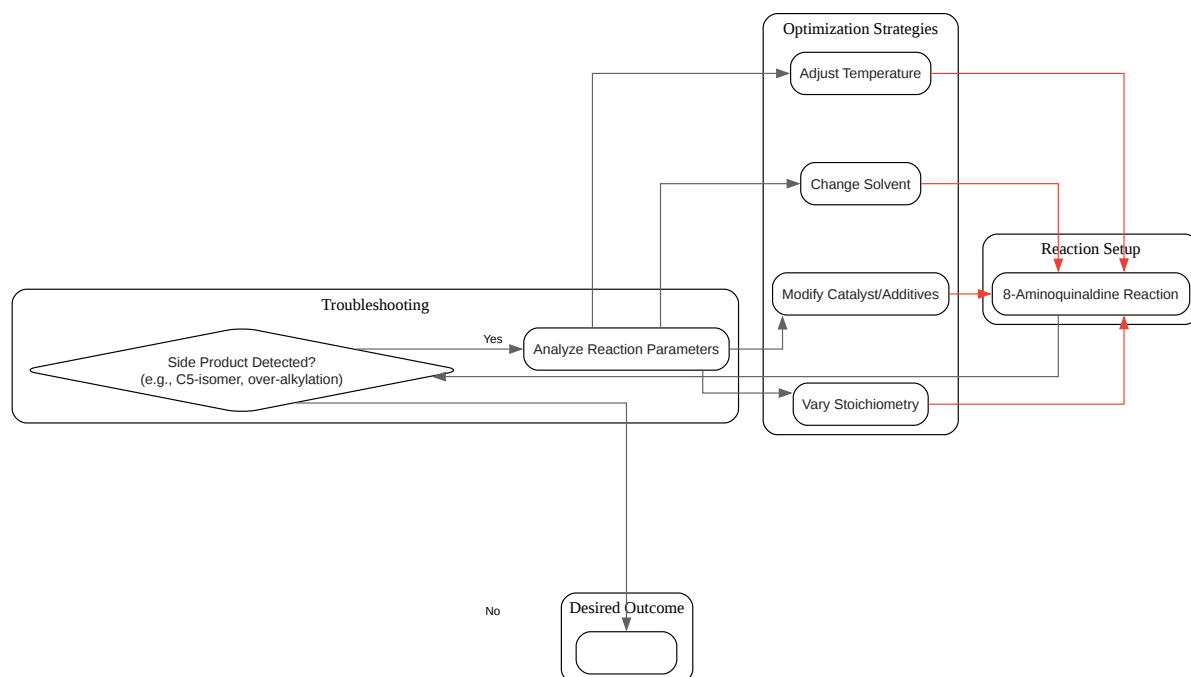 Optimization Strategies
Adjust Temperature
Change Solvent
Reaction Setup
Modify Catalyst/Additives
8-Aminoquinaldine Reaction
Troubleshooting
Yes
Analyze Reaction Parameters
Side Product Detected?
(e.g., C5-isomer, over-alkylation)
Vary Stoichiometry
No
Desired Outcome